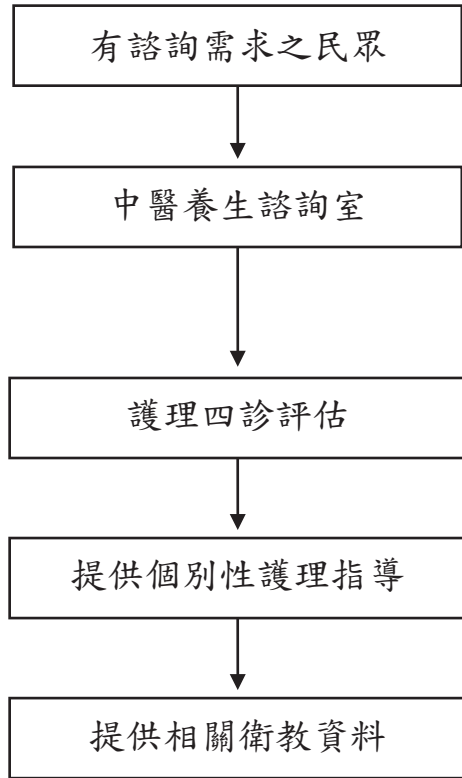 有諮詢需求之民眾
中醫養生諮詢室
護理四診評估
提供個別性護理指導
提供相關衛教資料